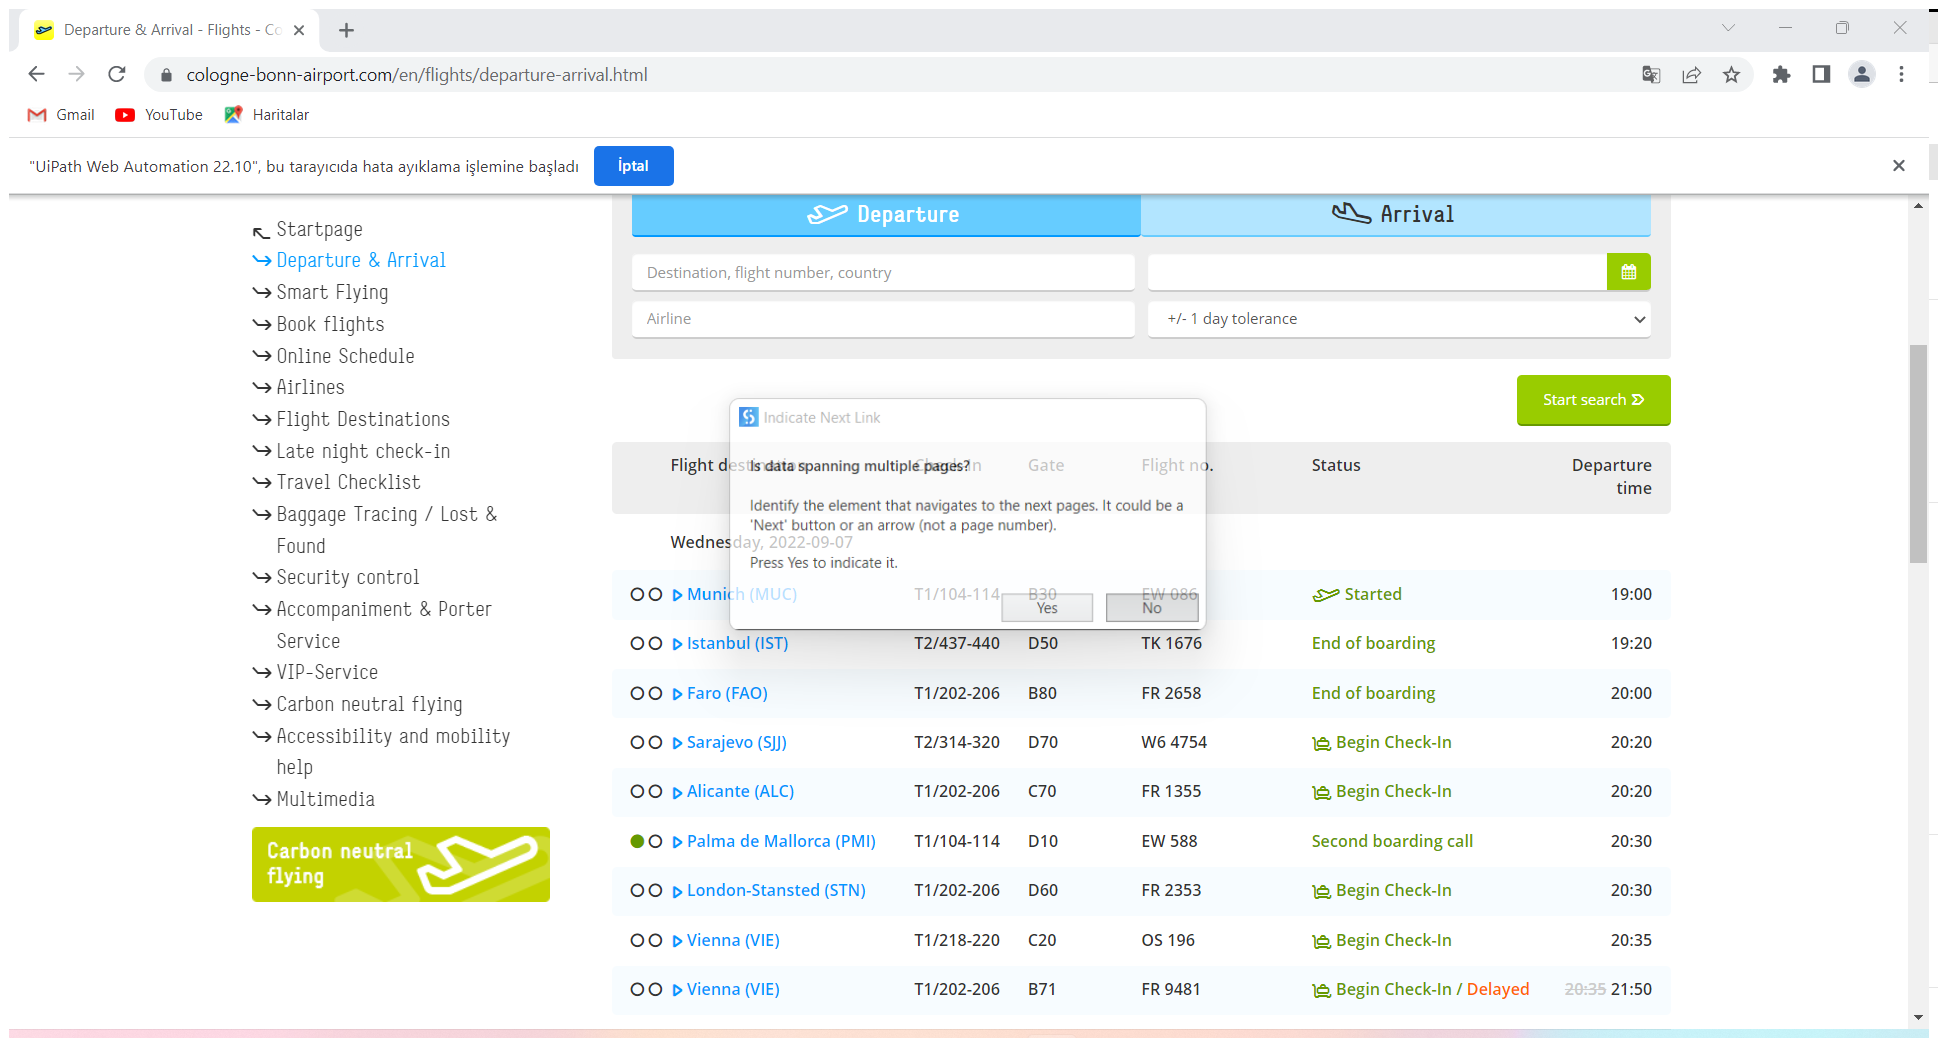 Departure & Arrival - Flights - Co
cologne-bonn-airport.com/en/flights/departure-arrival.html
Gmail YouTube Haritalar
"UiPath Web Automation 22.10", bu tarayıcıda hata ayıklama işlemine başladı İptal
Startpage
Departure & Arrival
Smart Flying
Book flights
Online Schedule
Airlines
Flight Destinations
Late night check-in
Travel Checklist
Baggage Tracing / Lost &
Found
Security control
Accompaniment & Porter
Service
VIP-Service
Carbon neutral flying
Accessibility and mobility
help
Multimedia
Carbon neutral
flying
Departure Arrival
Destination, flight number, country
Airline +/- 1 day tolerance
Start search
Indicate Next Link
Is data spanning multiple pages?
Identify the element that navigates to the next pages. It could be a
'Next' button or an arrow (not a page number).
Press Yes to indicate it.
Yes No
Flight Gate Flight no. Status Departure
time
Wednesday, 2022-09-07
Munich (MUC) T1/104-114 B30 EW 086 Started 19:00
Istanbul (IST) T2/437-440 D50 TK 1676 End of boarding 19:20
Faro (FAO) T1/202-206 B80 FR 2658 End of boarding 20:00
Sarajevo (SJJ) T2/314-320 D70 W6 4754 Begin Check-In 20:20
Alicante (ALC) T1/202-206 C70 FR 1355 Begin Check-In 20:20
Palma de Mallorca (PMI) T1/104-114 D10 EW 588 Second boarding call 20:30
London-Stansted (STN) T1/202-206 D60 FR 2353 Begin Check-In 20:30
Vienna (VIE) T1/218-220 C20 OS 196 Begin Check-In 20:35
Vienna (VIE) T1/202-206 B71 FR 9481 Begin Check-In / Delayed 20:35 21:50